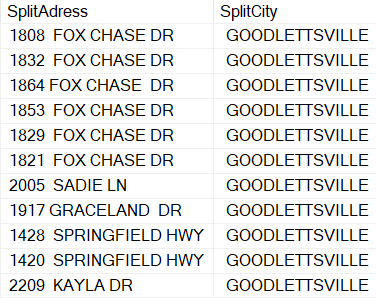 SplitAdress SplitCity
1808  FOX CHASE DR GOODLETTSVILLE
1832  FOX CHASE DR GOODLETTSVILLE
1864 FOX CHASE  DR GOODLETTSVILLE
1853  FOX CHASE DR GOODLETTSVILLE
1829  FOX CHASE DR GOODLETTSVILLE
1821  FOX CHASE DR GOODLETTSVILLE
2005  SADIE LN GOODLETTSVILLE
1917 GRACELAND  DR GOODLETTSVILLE
1428  SPRINGFIELD HWY GOODLETTSVILLE
1420  SPRINGFIELD HWY GOODLETTSVILLE
2209  KAYLA DR GOODLETTSVILLE